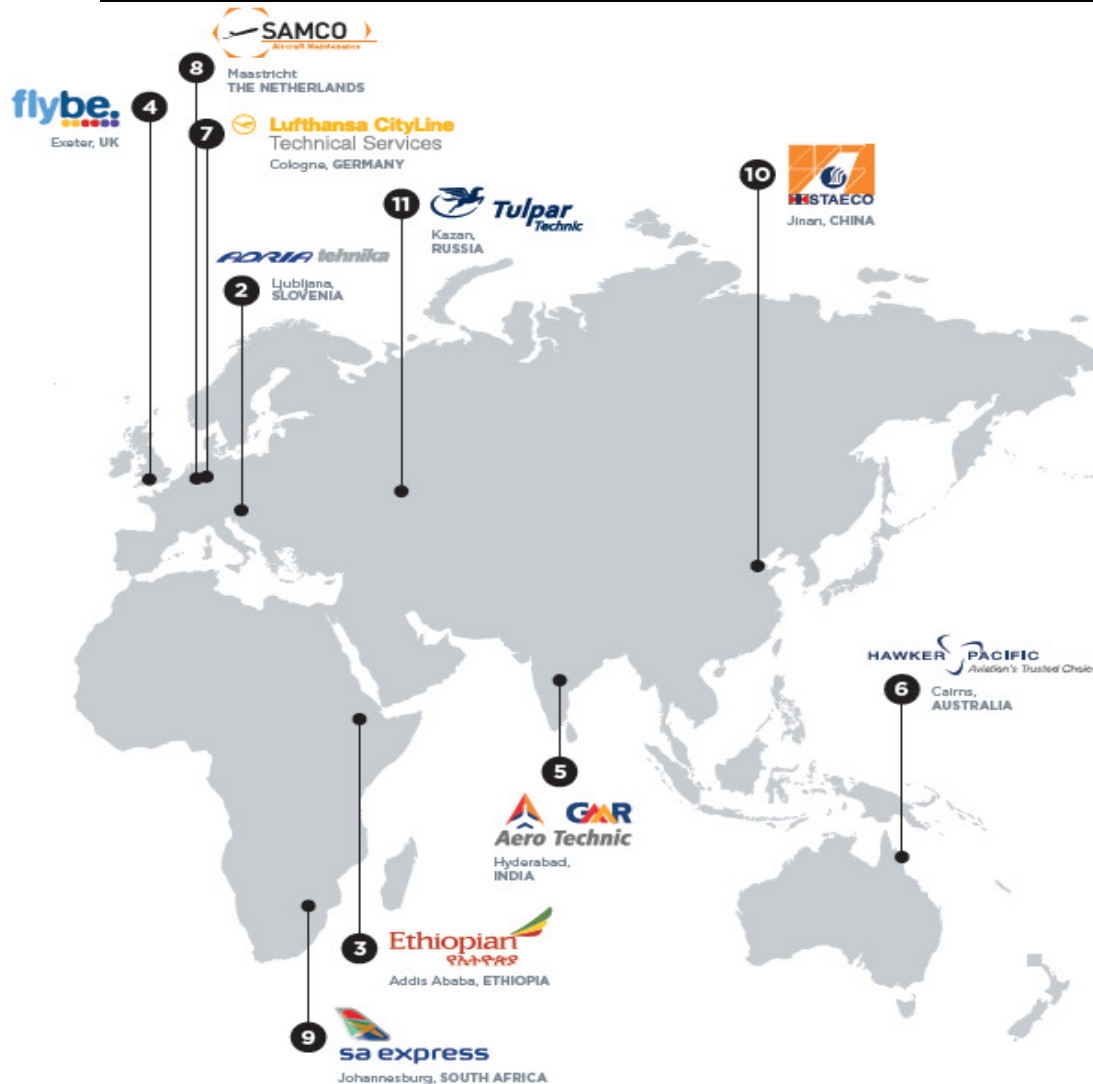 SAMCO
Aircraft Maintenance
8
Maastricht
THE NETHERLANDS
flybe.
4
Exeter, UK
7
Lufthansa CityLine
Technical Services
Cologne, GERMANY
10
STAECO
Jinan, CHINA
11
Tulpar
Technic
Kazan,
RUSSIA
ADRIA tehnika
2
Ljubljana,
SLOVENIA
HAWKER PACIFIC
Aviation's Trusted Choice
6
Cairns,
AUSTRALIA
5
GMR
Aero Technic
Hyderabad,
INDIA
3
Ethiopian
የኢትዮጵያ
Addis Ababa, ETHIOPIA
9
sa express
Johannesburg, SOUTH AFRICA